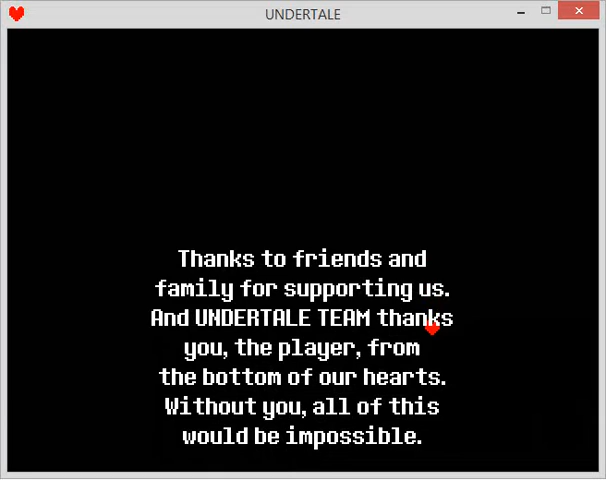 UNDERTALE
Thanks to friends and
family for supporting us.
And UNDERTALE TEAM thanks
you, the player, from
the bottom of our hearts.
Without you, all of this
would be impossible.